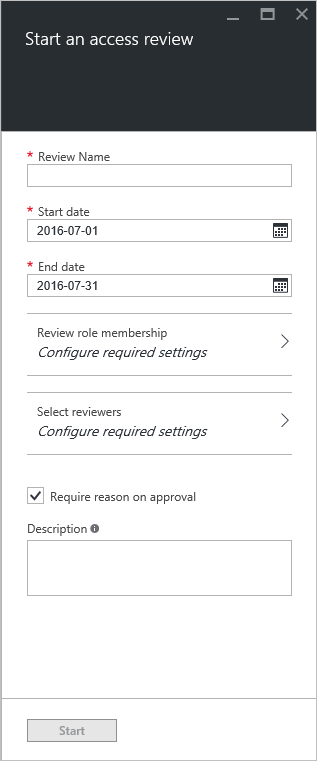 Start an access review
* Review Name
* Start date
2016-07-01
* End date
2016-07-31
Review role membership
Configure required settings
Select reviewers
Configure required settings
Require reason on approval
Description
Start